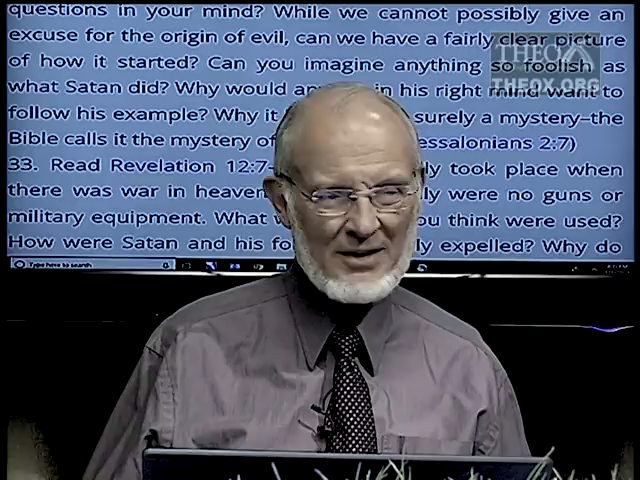 questions in your mind? While we cannot possibly give an
excuse for the origin of evil, can we have a fairly clear picture
of how it started? Can you imagine anything so foolish as
what Satan did? Why would in his right mind want to
follow his example? Why it surely a mystery–the
Bible calls it the mystery of essalonians 2:7)
33. Read Revelation 12:7- ly took place when
there was war in heaven ly were no guns or
military equipment. What ou think were used?
How were Satan and his fo ly expelled? Why do
THEOX
THEOX.ORG
Type here to search